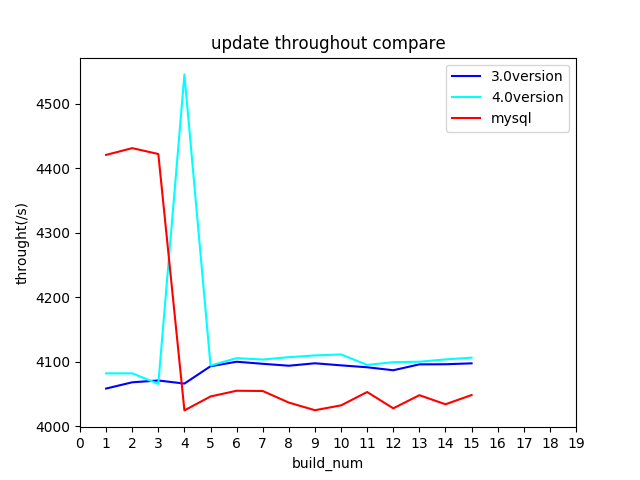 update throughout compare
3.0version
4.0version
mysql
throught(/s)
4500
4400
4300
4200
4100
4000
0 1 2 3 4 5 6 7 8 9 10 11 12 13 14 15 16 17 18 19
build_num